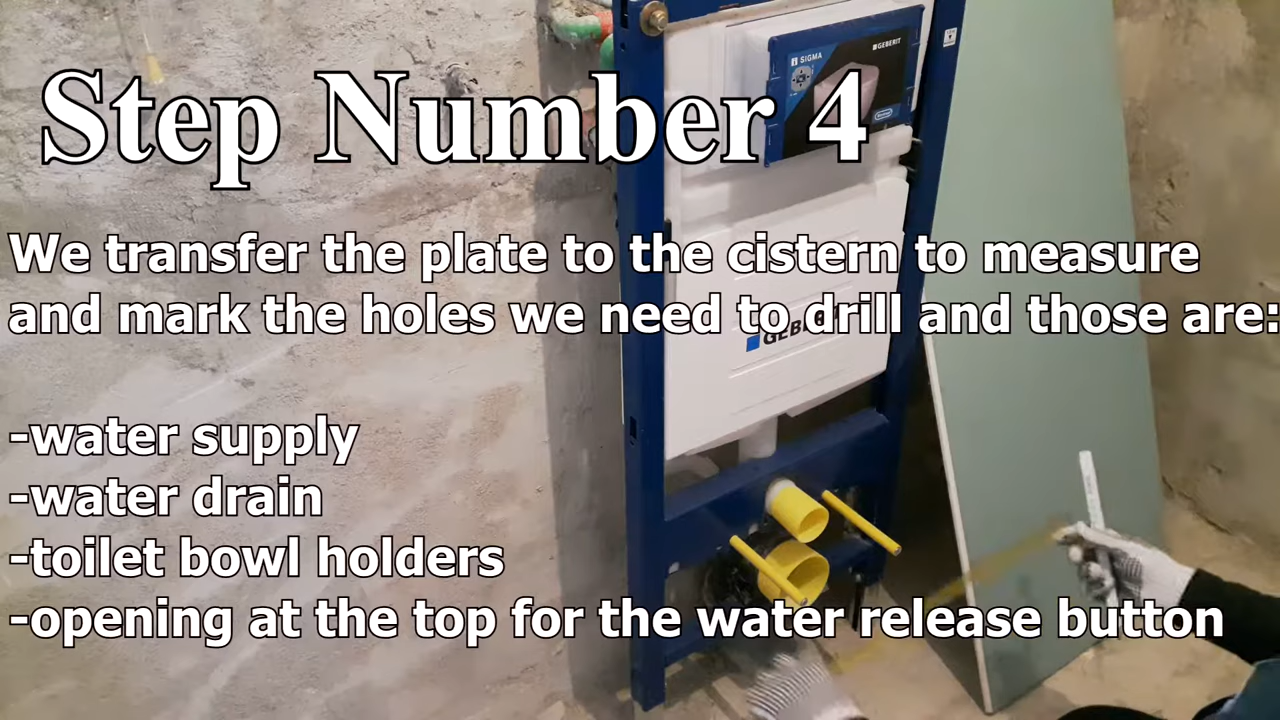 GEBERIT
SIGMA
Step Number 4
We transfer the plate to the cistern to measure
and mark the holes we need to drill and those are:
GEBERIT
-water supply
-water drain
-toilet bowl holders
-opening at the top for the water release button